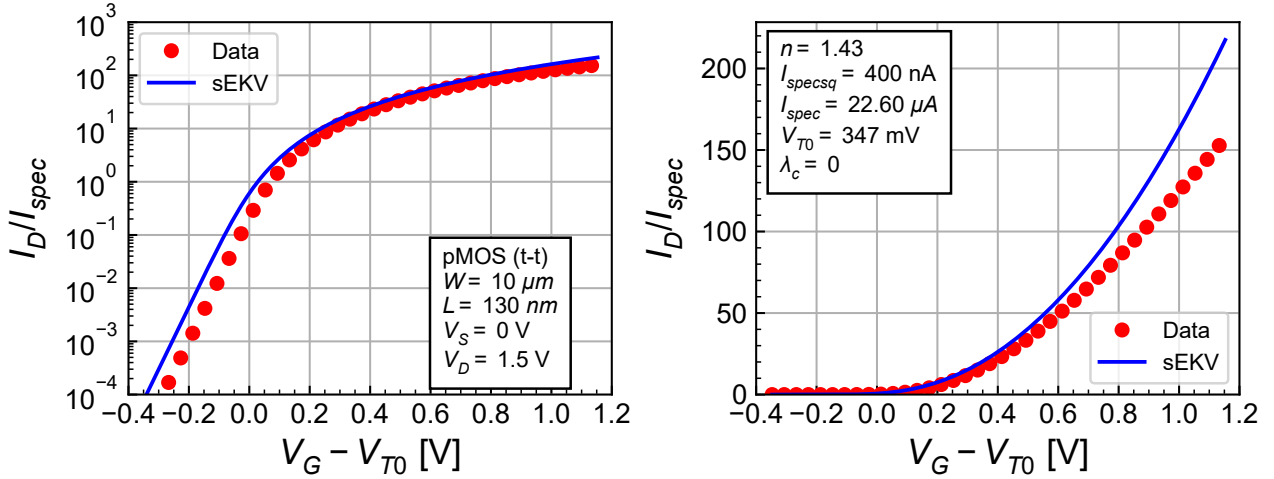 10³
10²
10¹
10⁰
10⁻¹
10⁻²
10⁻³
10⁻⁴
I_D/I_spec
Data
sEKV
pMOS (t-t)
W = 10 μm
L = 130 nm
V_S = 0 V
V_D = 1.5 V
−0.4 −0.2 0.0 0.2 0.4 0.6 0.8 1.0 1.2
V_G − V_T0 [V]
200
150
100
50
0
I_D/I_spec
n = 1.43
I_specsq = 400 nA
I_spec = 22.60 μA
V_T0 = 347 mV
λ_c = 0
Data
sEKV
−0.4 −0.2 0.0 0.2 0.4 0.6 0.8 1.0 1.2
V_G − V_T0 [V]